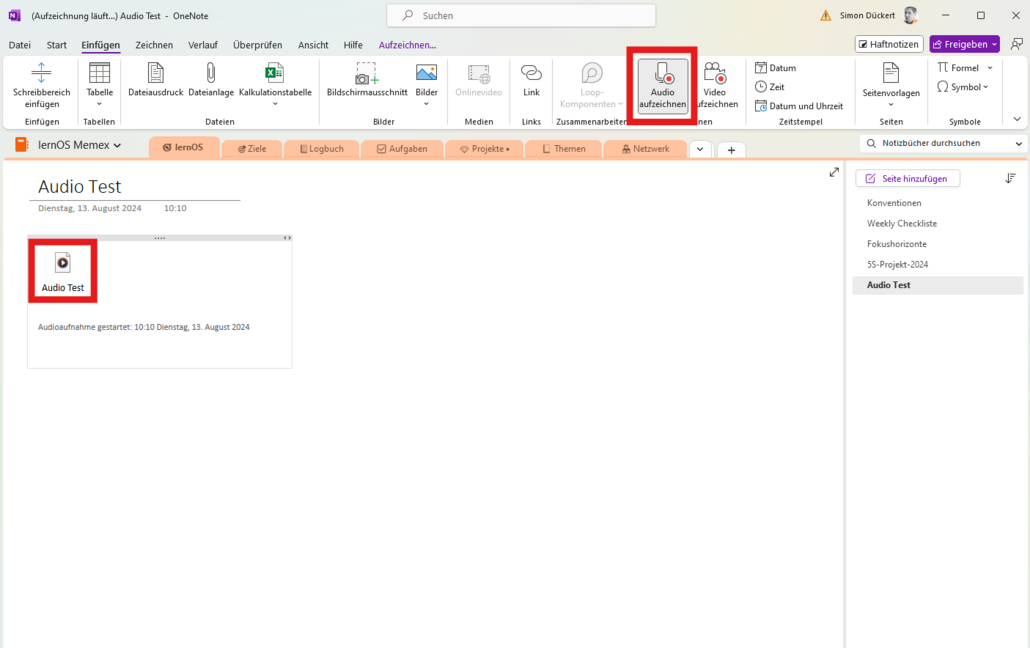 (Aufzeichnung läuft...) Audio Test - OneNote
Suchen
Simon Dückert
Datei Start Einfügen Zeichnen Verlauf Überprüfen Ansicht Hilfe Aufzeichnen...
Haftnotizen
Freigeben
Schreibbereich einfügen
Einfügen
Tabelle
Tabellen
Dateiausdruck Dateianlage Kalkulationstabelle
Dateien
Bildschirmausschnitt Bilder
Bilder
Onlinevideo
Medien
Link
Links
Loop-Komponenten
Zusammenarbeiten
Audio aufzeichnen
Video
fzeichnen
nen
Datum
Zeit
Datum und Uhrzeit
Zeitstempel
Seitenvorlagen
Seiten
Formel
Symbol
Symbole
lernOS Memex
lernOS Ziele Logbuch Aufgaben Projekte Themen Netzwerk
Notizbücher durchsuchen
Audio Test
Dienstag, 13. August 2024 10:10
Audio Test
Audioaufnahme gestartet: 10:10 Dienstag, 13. August 2024
Seite hinzufügen
Konventionen
Weekly Checkliste
Fokushorizonte
5S-Projekt-2024
Audio Test